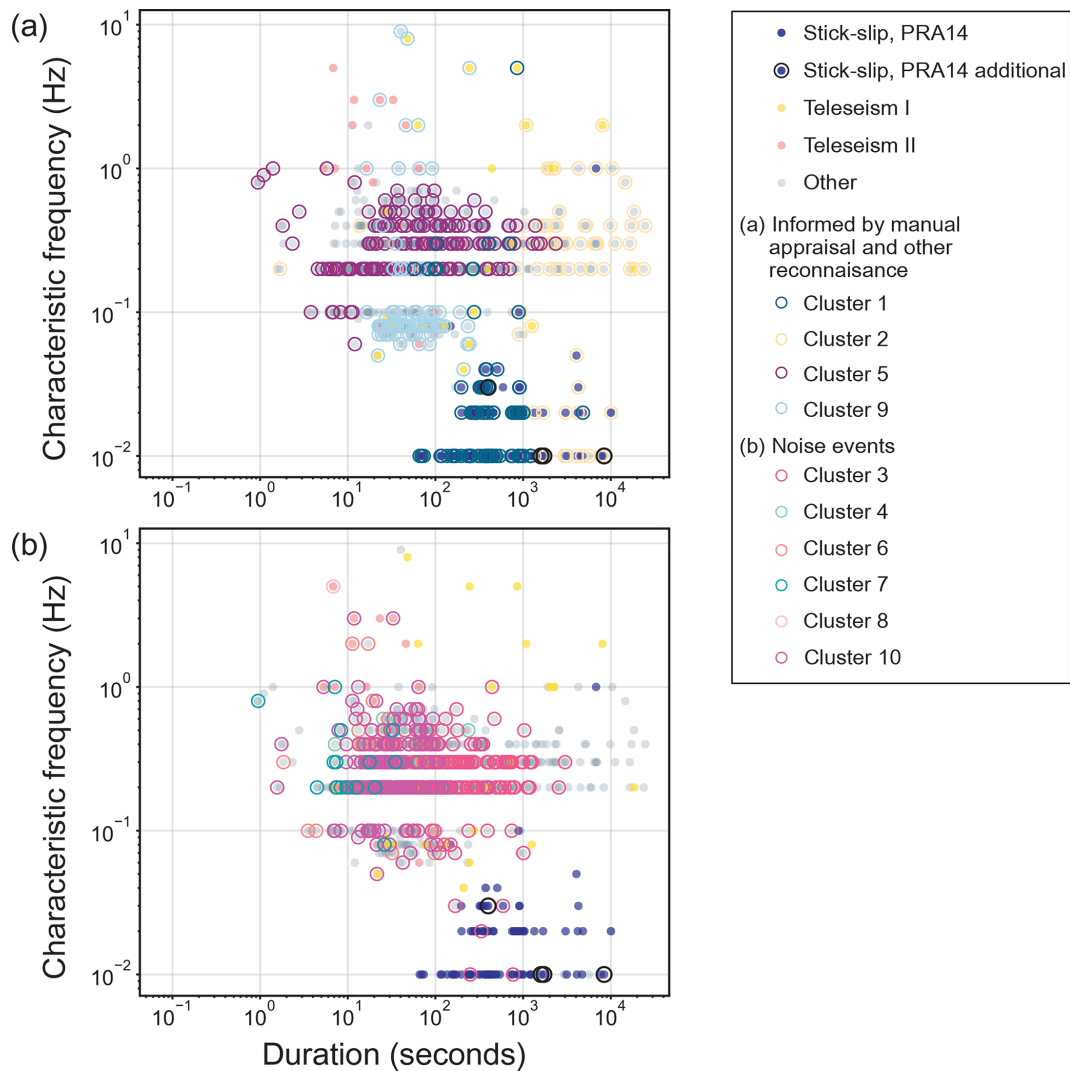 (a)
Characteristic frequency (Hz)
10¹
10⁰
10⁻¹
10⁻²
10⁻¹ 10⁰ 10¹ 10² 10³ 10⁴
(b)
Characteristic frequency (Hz)
10¹
10⁰
10⁻¹
10⁻²
10⁻¹ 10⁰ 10¹ 10² 10³ 10⁴
Duration (seconds)
Stick-slip, PRA14
Stick-slip, PRA14 additional
Teleseism I
Teleseism II
Other
(a) Informed by manual
appraisal and other
reconnaisance
Cluster 1
Cluster 2
Cluster 5
Cluster 9
(b) Noise events
Cluster 3
Cluster 4
Cluster 6
Cluster 7
Cluster 8
Cluster 10